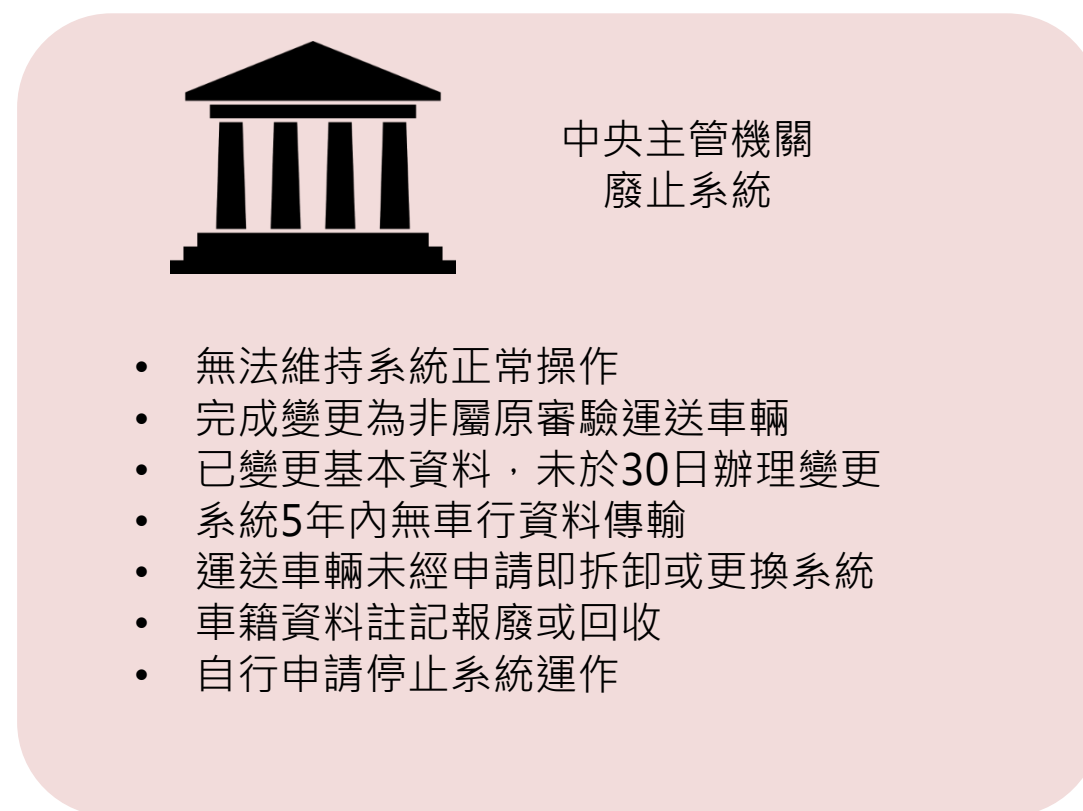 中央主管機關
廢止系統
• 無法維持系統正常操作
• 完成變更為非屬原審驗運送車輛
• 已變更基本資料，未於30日辦理變更
• 系統5年內無車行資料傳輸
• 運送車輛未經申請即拆卸或更換系統
• 車籍資料註記報廢或回收
• 自行申請停止系統運作